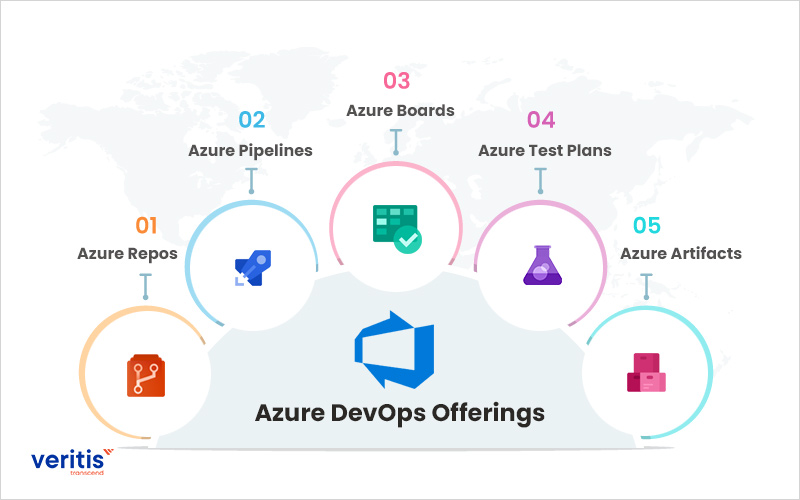 03
Azure Boards
02
Azure Pipelines
04
Azure Test Plans
01
Azure Repos
05
Azure Artifacts
Azure DevOps Offerings
veritis
transcend